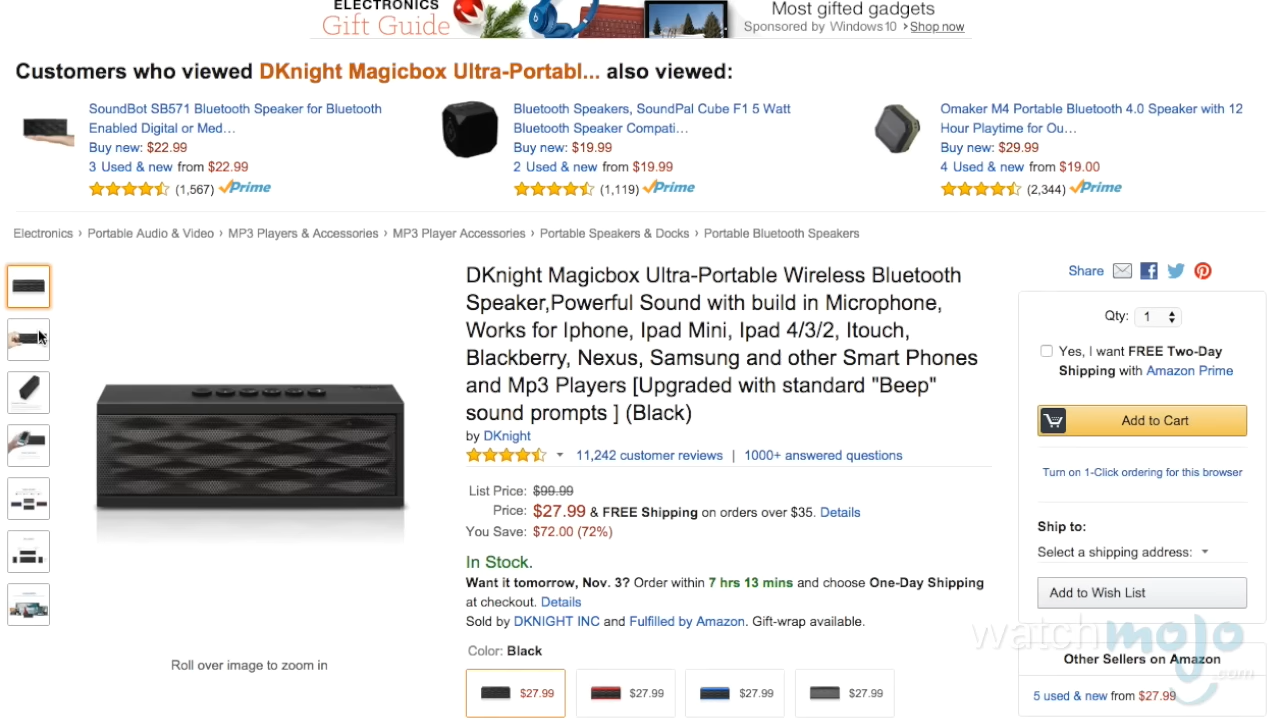 ELECTRONICS
Gift Guide
Most gifted gadgets
Sponsored by Windows10 › Shop now
Customers who viewed DKnight Magicbox Ultra-Portabl... also viewed:
SoundBot SB571 Bluetooth Speaker for Bluetooth
Enabled Digital or Med…
Buy new: $22.99
3 Used & new from $22.99
(1,567) Prime
Bluetooth Speakers, SoundPal Cube F1 5 Watt
Bluetooth Speaker Compati…
Buy new: $19.99
2 Used & new from $19.99
(1,119) Prime
Omaker M4 Portable Bluetooth 4.0 Speaker with 12
Hour Playtime for Ou…
Buy new: $29.99
4 Used & new from $19.00
(2,344) Prime
Electronics › Portable Audio & Video › MP3 Players & Accessories › MP3 Player Accessories › Portable Speakers & Docks › Portable Bluetooth Speakers
DKnight Magicbox Ultra-Portable Wireless Bluetooth
Speaker,Powerful Sound with build in Microphone,
Works for Iphone, Ipad Mini, Ipad 4/3/2, Itouch,
Blackberry, Nexus, Samsung and other Smart Phones
and Mp3 Players [Upgraded with standard "Beep"
sound prompts ] (Black)
by DKnight
11,242 customer reviews | 1000+ answered questions
List Price: $99.99
Price: $27.99 & FREE Shipping on orders over $35. Details
You Save: $72.00 (72%)
In Stock.
Want it tomorrow, Nov. 3? Order within 7 hrs 13 mins and choose One-Day Shipping
at checkout. Details
Sold by DKNIGHT INC and Fulfilled by Amazon. Gift-wrap available.
Color: Black
$27.99
$27.99
$27.99
$27.99
Roll over image to zoom in
Share
Qty: 1
Yes, I want FREE Two-Day
Shipping with Amazon Prime
Add to Cart
Turn on 1-Click ordering for this browser
Ship to:
Select a shipping address:
Add to Wish List
watchmojo
.com
Other Sellers on Amazon
5 used & new from $27.99